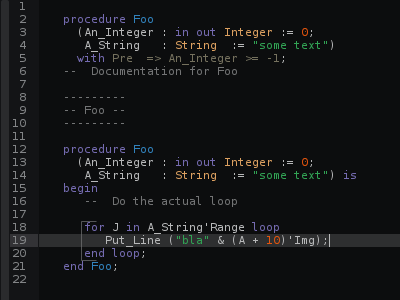 1
2 procedure Foo
3 (An_Integer : in out Integer := 0;
4 A_String : String := "some text")
5 with Pre => An_Integer >= -1;
6 -- Documentation for Foo
7
8 ---------
9 -- Foo --
10 ---------
11
12 procedure Foo
13 (An_Integer : in out Integer := 0;
14 A_String : String := "some text") is
15 begin
16 -- Do the actual loop
17
18 for J in A_String'Range loop
19 Put_Line ("bla" & (A + 10)'Img);
20 end loop;
21 end Foo;
22